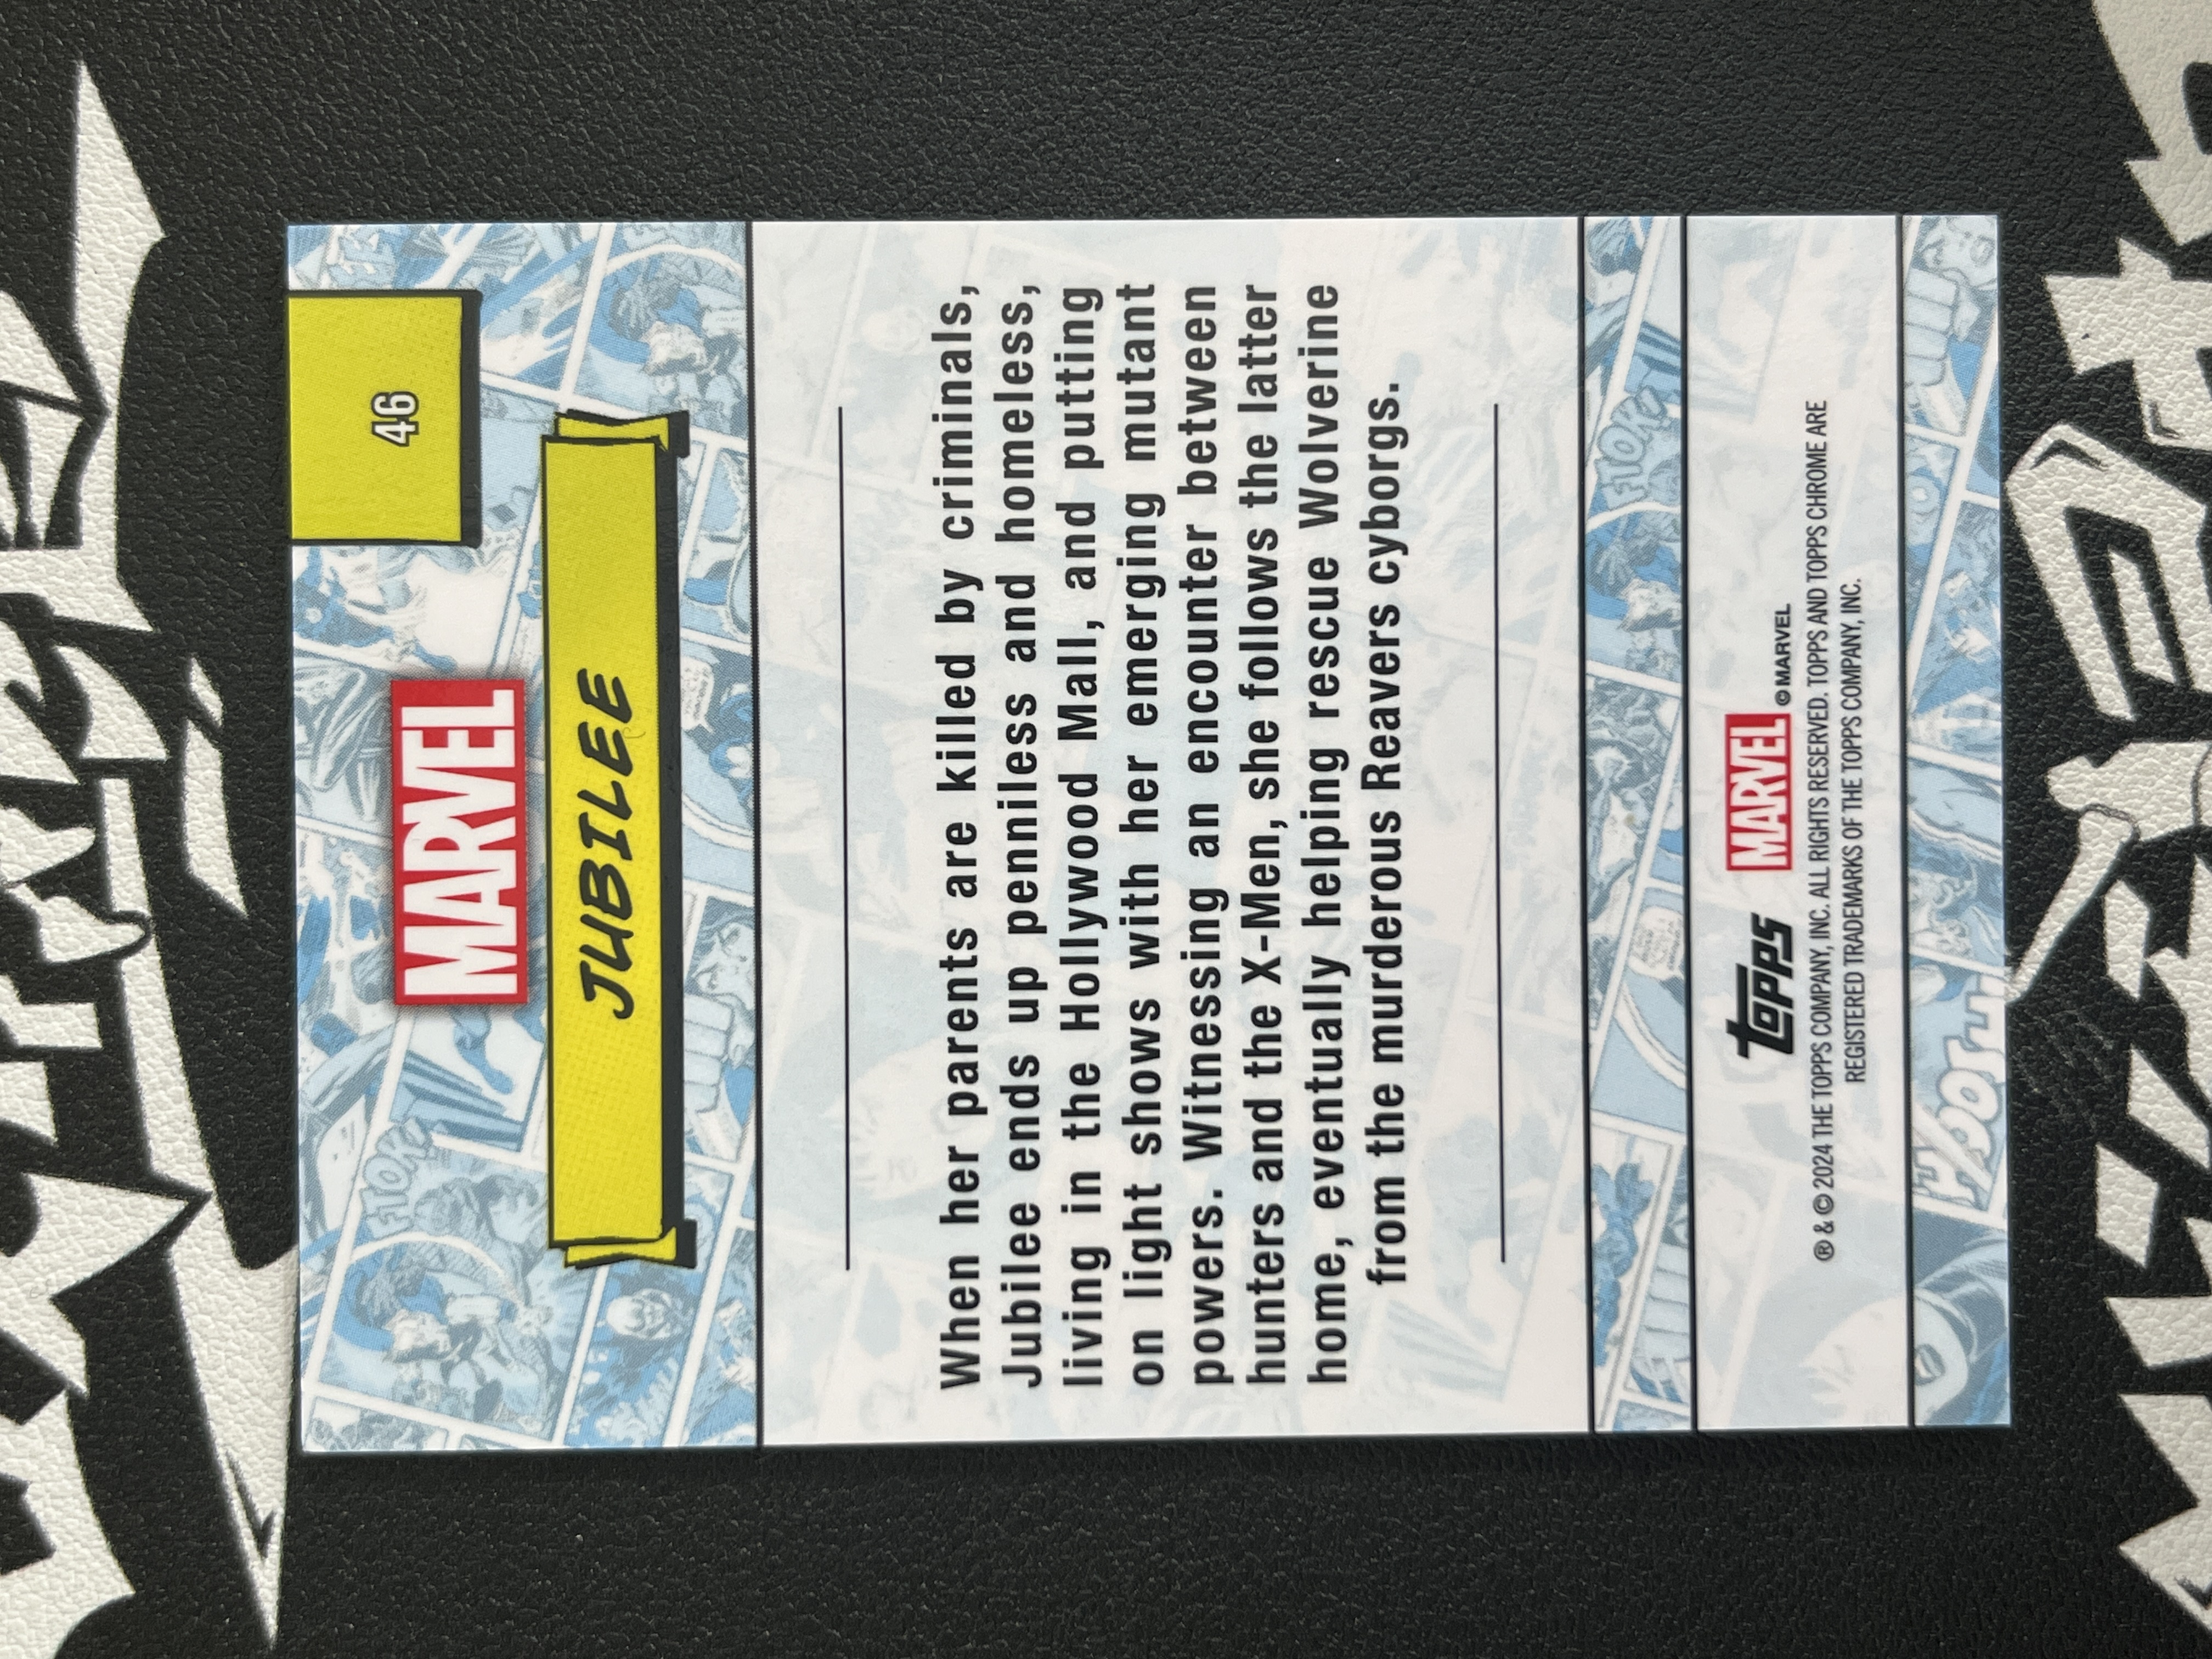 46
MARVEL
JUBILEE
When her parents are killed by criminals,
Jubilee ends up penniless and homeless,
living in the Hollywood Mall, and putting
on light shows with her emerging mutant
powers. Witnessing an encounter between
hunters and the X-Men, she follows the latter
home, eventually helping rescue Wolverine
from the murderous Reavers cyborgs.
FTOK!
FTOK!
topps MARVEL © MARVEL
® & © 2024 THE TOPPS COMPANY, INC. ALL RIGHTS RESERVED. TOPPS AND TOPPS CHROME ARE
REGISTERED TRADEMARKS OF THE TOPPS COMPANY, INC.